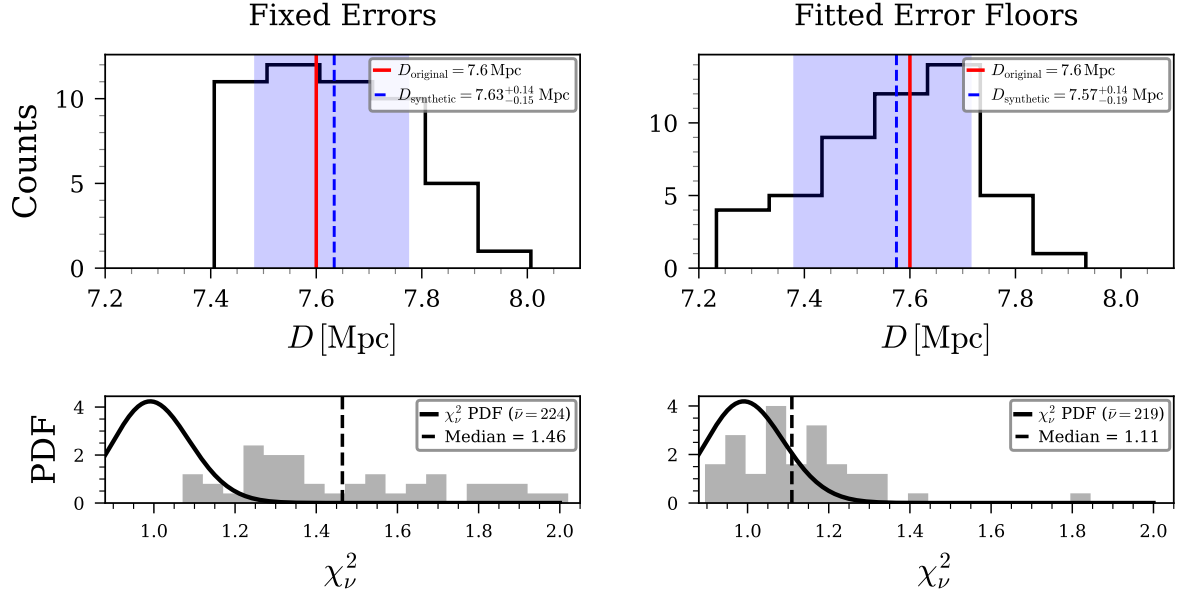 Fixed Errors
Fitted Error Floors
Counts
10
5
0
D_original = 7.6 Mpc
D_synthetic = 7.63^{+0.14}_{−0.15} Mpc
7.2 7.4 7.6 7.8 8.0
D [Mpc]
10
5
0
D_original = 7.6 Mpc
D_synthetic = 7.57^{+0.14}_{−0.19} Mpc
7.2 7.4 7.6 7.8 8.0
D [Mpc]
PDF
4
2
0
χ²_ν PDF (ν̄ = 224)
Median = 1.46
1.0 1.2 1.4 1.6 1.8 2.0
χ²_ν
4
2
0
χ²_ν PDF (ν̄ = 219)
Median = 1.11
1.0 1.2 1.4 1.6 1.8 2.0
χ²_ν